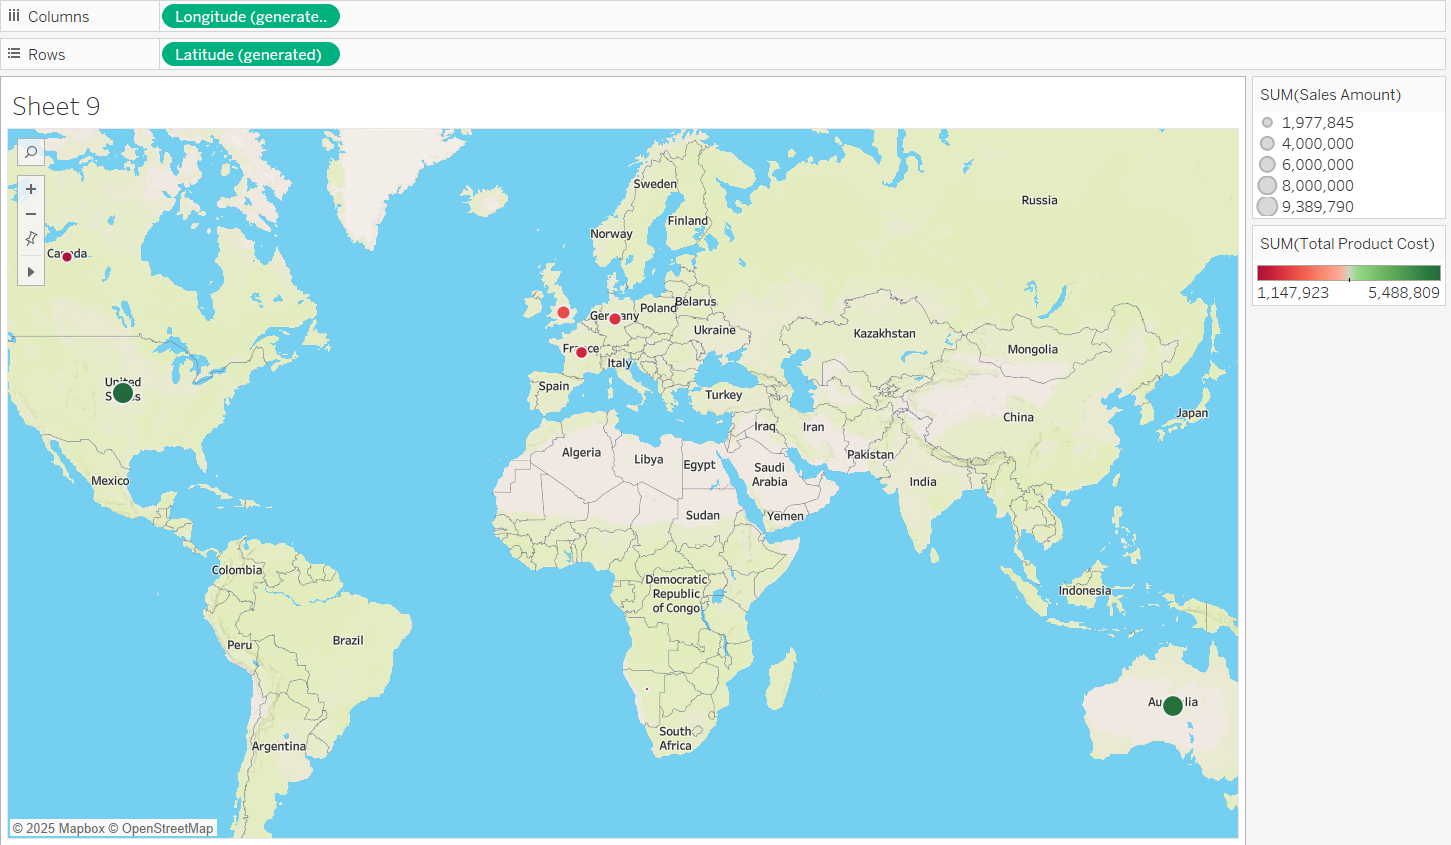 Columns
Longitude (generate..
Rows
Latitude (generated)
Sheet 9
SUM(Sales Amount)
1,977,845
4,000,000
6,000,000
8,000,000
9,389,790
SUM(Total Product Cost)
1,147,923 5,488,809
Sweden
Russia
Finland
Norway
Canada
Belarus
Poland
Germany
Ukraine
Kazakhstan
France
Mongolia
Italy
United
States
Spain
Turkey
Japan
China
Iraq
Iran
Algeria
Pakistan
Libya
Egypt
Saudi
Arabia
Mexico
India
Sudan
Yemen
Colombia
Democratic
Republic
of Congo
Indonesia
Brazil
Peru
Australia
South
Africa
Argentina
© 2025 Mapbox © OpenStreetMap